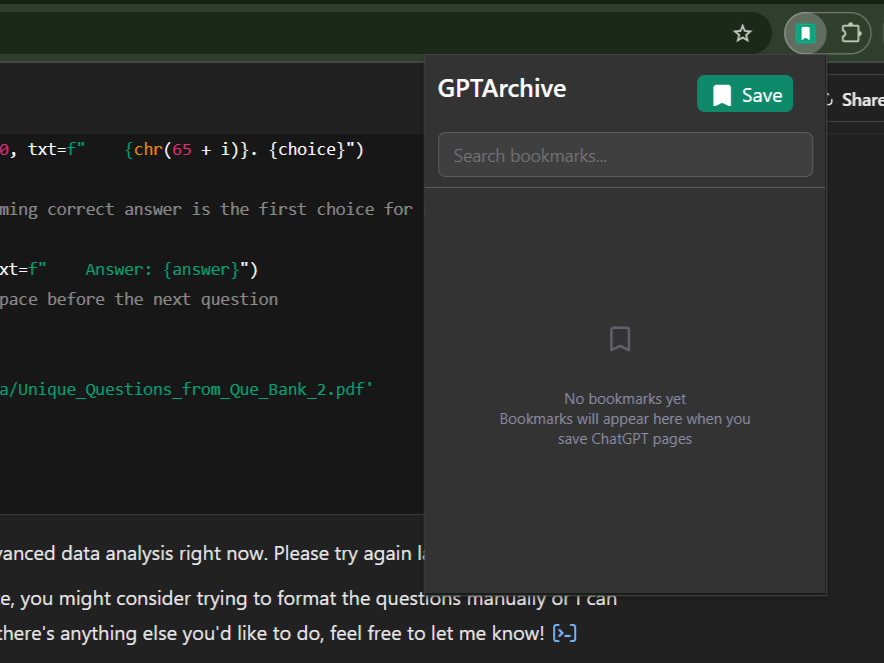 GPTArchive
Save
Share
Search bookmarks...
0, txt=f"    {chr(65 + i)}. {choice}")
ming correct answer is the first choice for
xt=f"    Answer: {answer}")
pace before the next question
a/Unique_Questions_from_Que_Bank_2.pdf'
No bookmarks yet
Bookmarks will appear here when you
save ChatGPT pages
vanced data analysis right now. Please try again
e, you might consider trying to format the questions manually or I can
there's anything else you'd like to do, feel free to let me know! [>-]